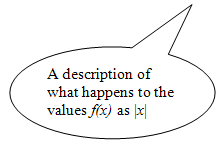 A description of
what happens to the
values f(x) as |x|